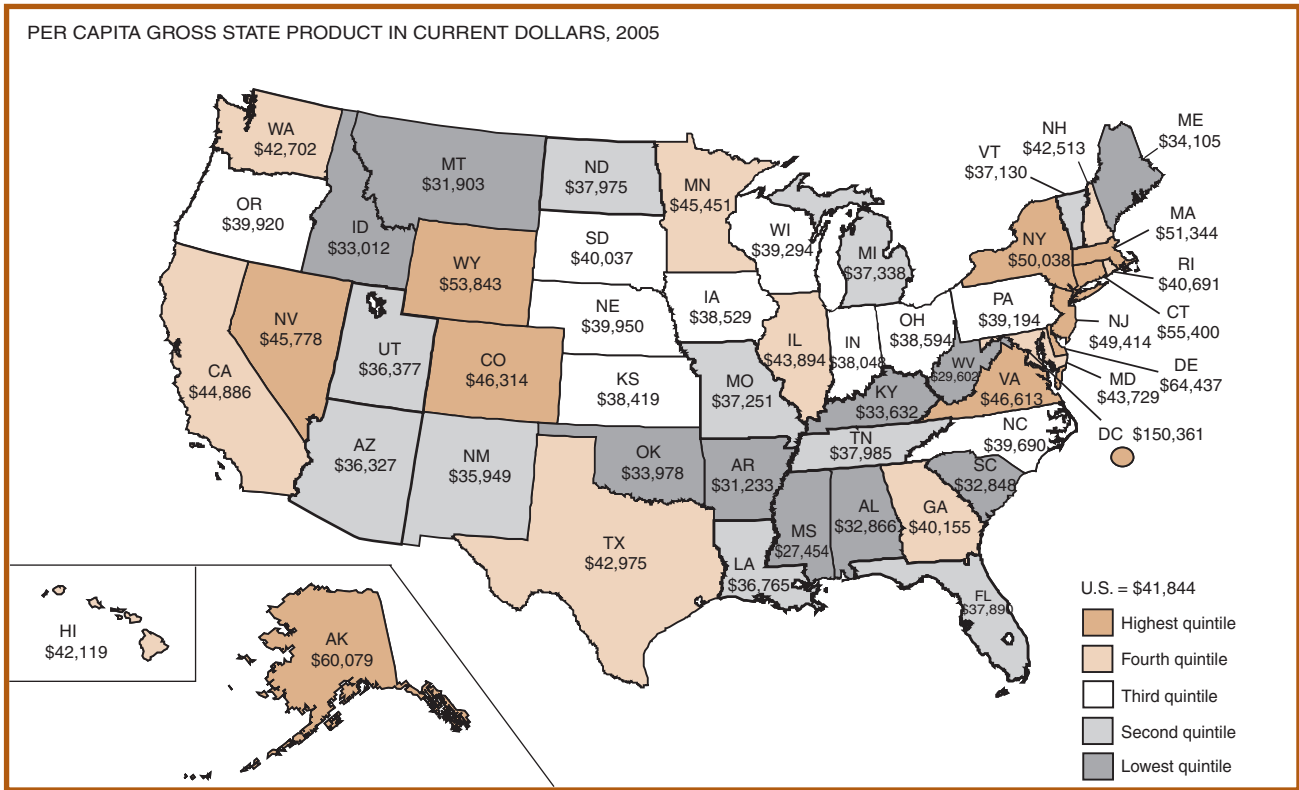 PER CAPITA GROSS STATE PRODUCT IN CURRENT DOLLARS, 2005
WA
$42,702
OR
$39,920
CA
$44,886
NV
$45,778
ID
$33,012
MT
$31,903
WY
$53,843
UT
$36,377
CO
$46,314
AZ
$36,327
NM
$35,949
ND
$37,975
SD
$40,037
NE
$39,950
KS
$38,419
OK
$33,978
TX
$42,975
MN
$45,451
IA
$38,529
MO
$37,251
AR
$31,233
LA
$36,765
WI
$39,294
IL
$43,894
MI
$37,338
IN
$38,048
OH
$38,594
KY
$33,632
TN
$37,985
MS
$27,454
AL
$32,866
GA
$40,155
FL
$37,890
SC
$32,848
NC
$39,690
VA
$46,613
WV
$29,602
PA
$39,194
NY
$50,038
VT
$37,130
NH
$42,513
ME
$34,105
MA
$51,344
RI
$40,691
CT
$55,400
NJ
$49,414
DE
$64,437
MD
$43,729
DC $150,361
HI
$42,119
AK
$60,079
U.S. = $41,844
Highest quintile
Fourth quintile
Third quintile
Second quintile
Lowest quintile